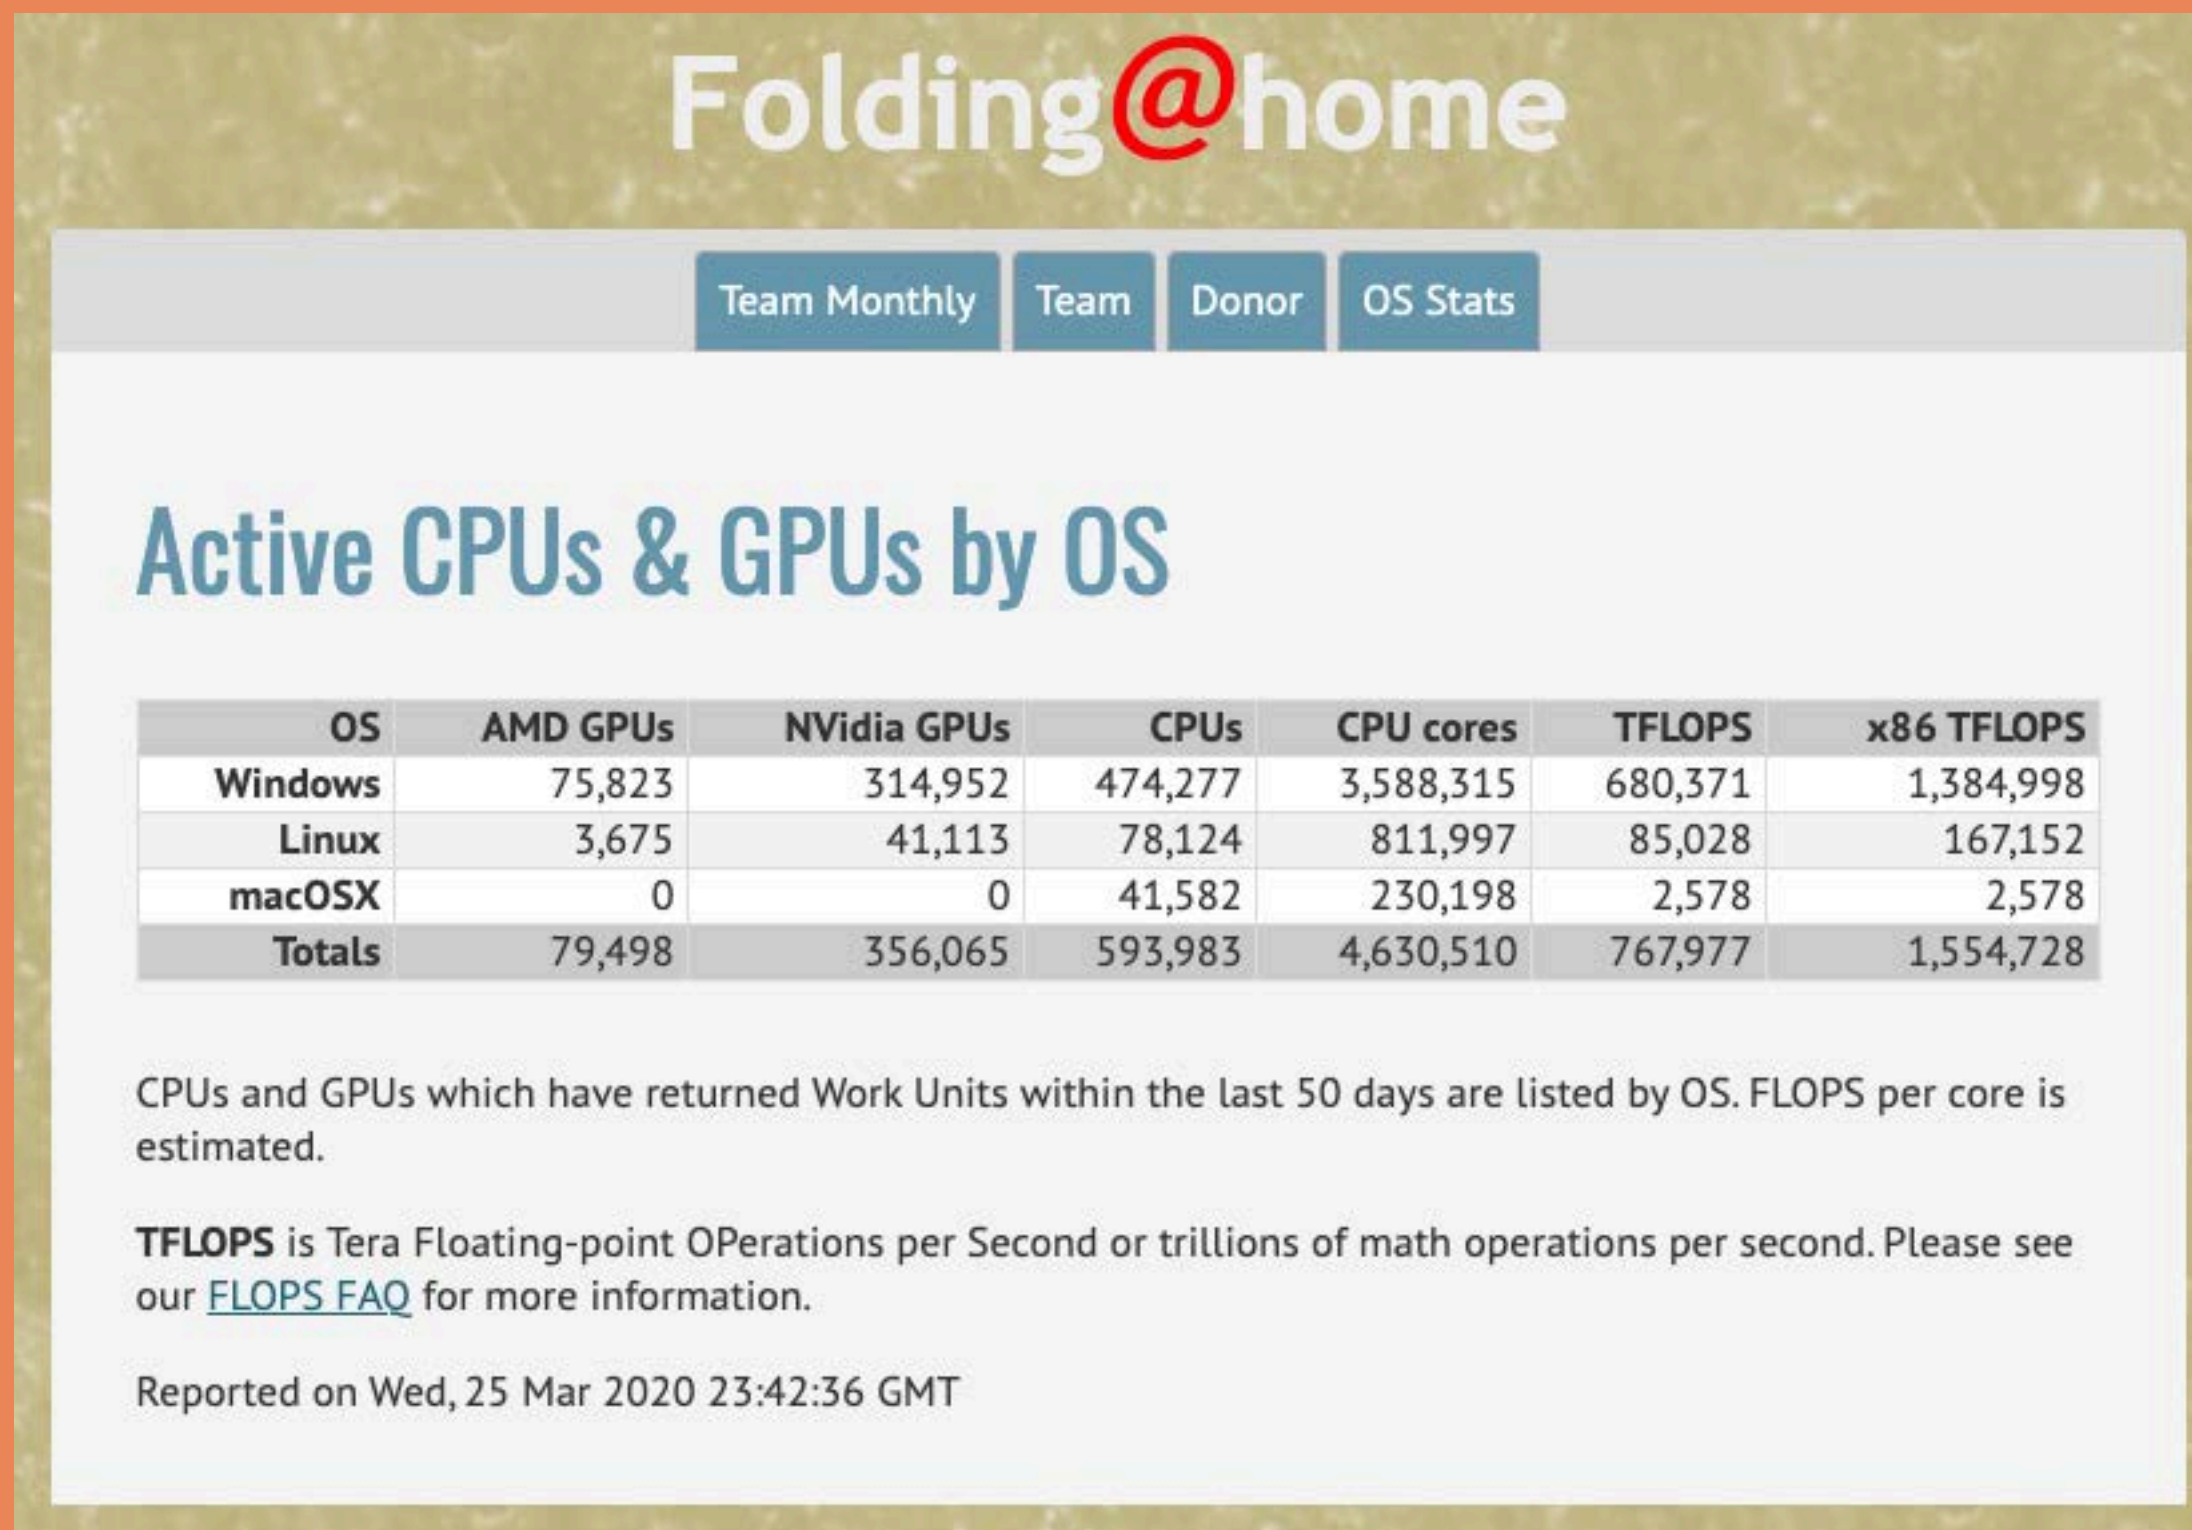 Folding@home
Team Monthly Team Donor OS Stats
Active CPUs & GPUs by OS
OS AMD GPUs NVidia GPUs CPUs CPU cores TFLOPS x86 TFLOPS
Windows 75,823 314,952 474,277 3,588,315 680,371 1,384,998
Linux 3,675 41,113 78,124 811,997 85,028 167,152
macOSX 0 0 41,582 230,198 2,578 2,578
Totals 79,498 356,065 593,983 4,630,510 767,977 1,554,728
CPUs and GPUs which have returned Work Units within the last 50 days are listed by OS. FLOPS per core is
estimated.
TFLOPS is Tera Floating-point OPerations per Second or trillions of math operations per second. Please see
our FLOPS FAQ for more information.
Reported on Wed, 25 Mar 2020 23:42:36 GMT